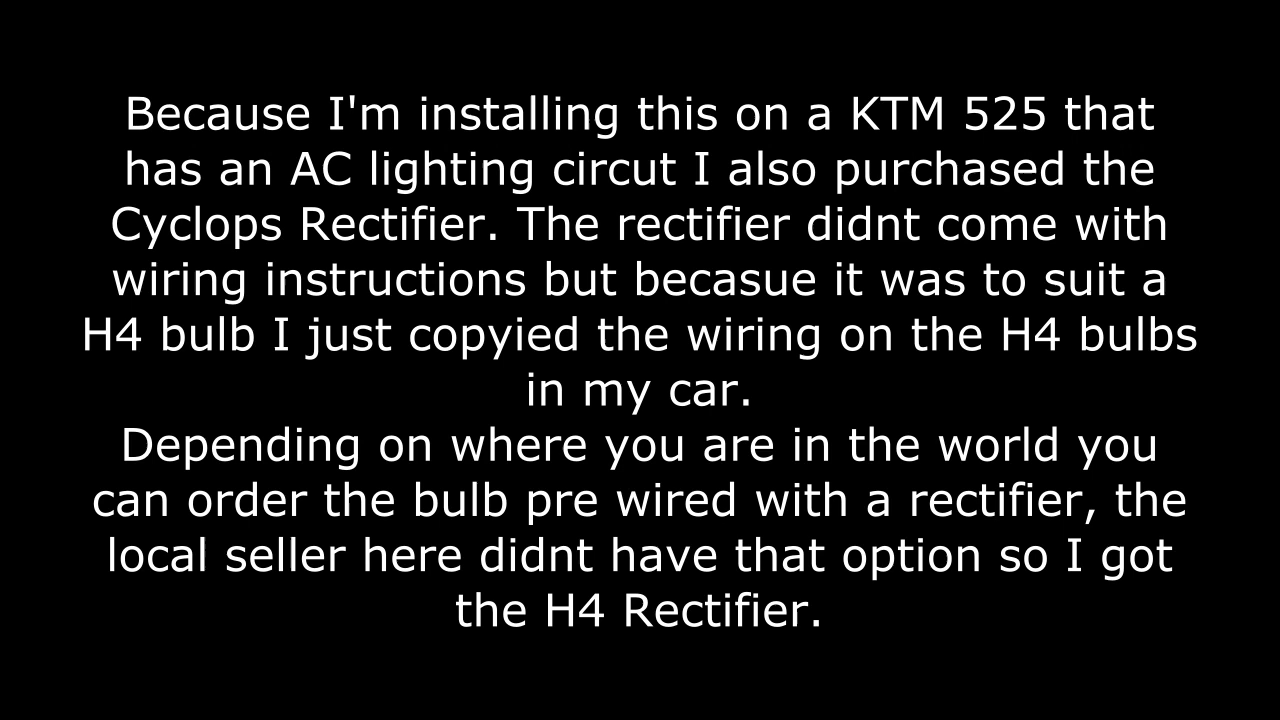 Because I'm installing this on a KTM 525 that
has an AC lighting circut I also purchased the
Cyclops Rectifier. The rectifier didnt come with
wiring instructions but becasue it was to suit a
H4 bulb I just copyied the wiring on the H4 bulbs
in my car.
Depending on where you are in the world you
can order the bulb pre wired with a rectifier, the
local seller here didnt have that option so I got
the H4 Rectifier.